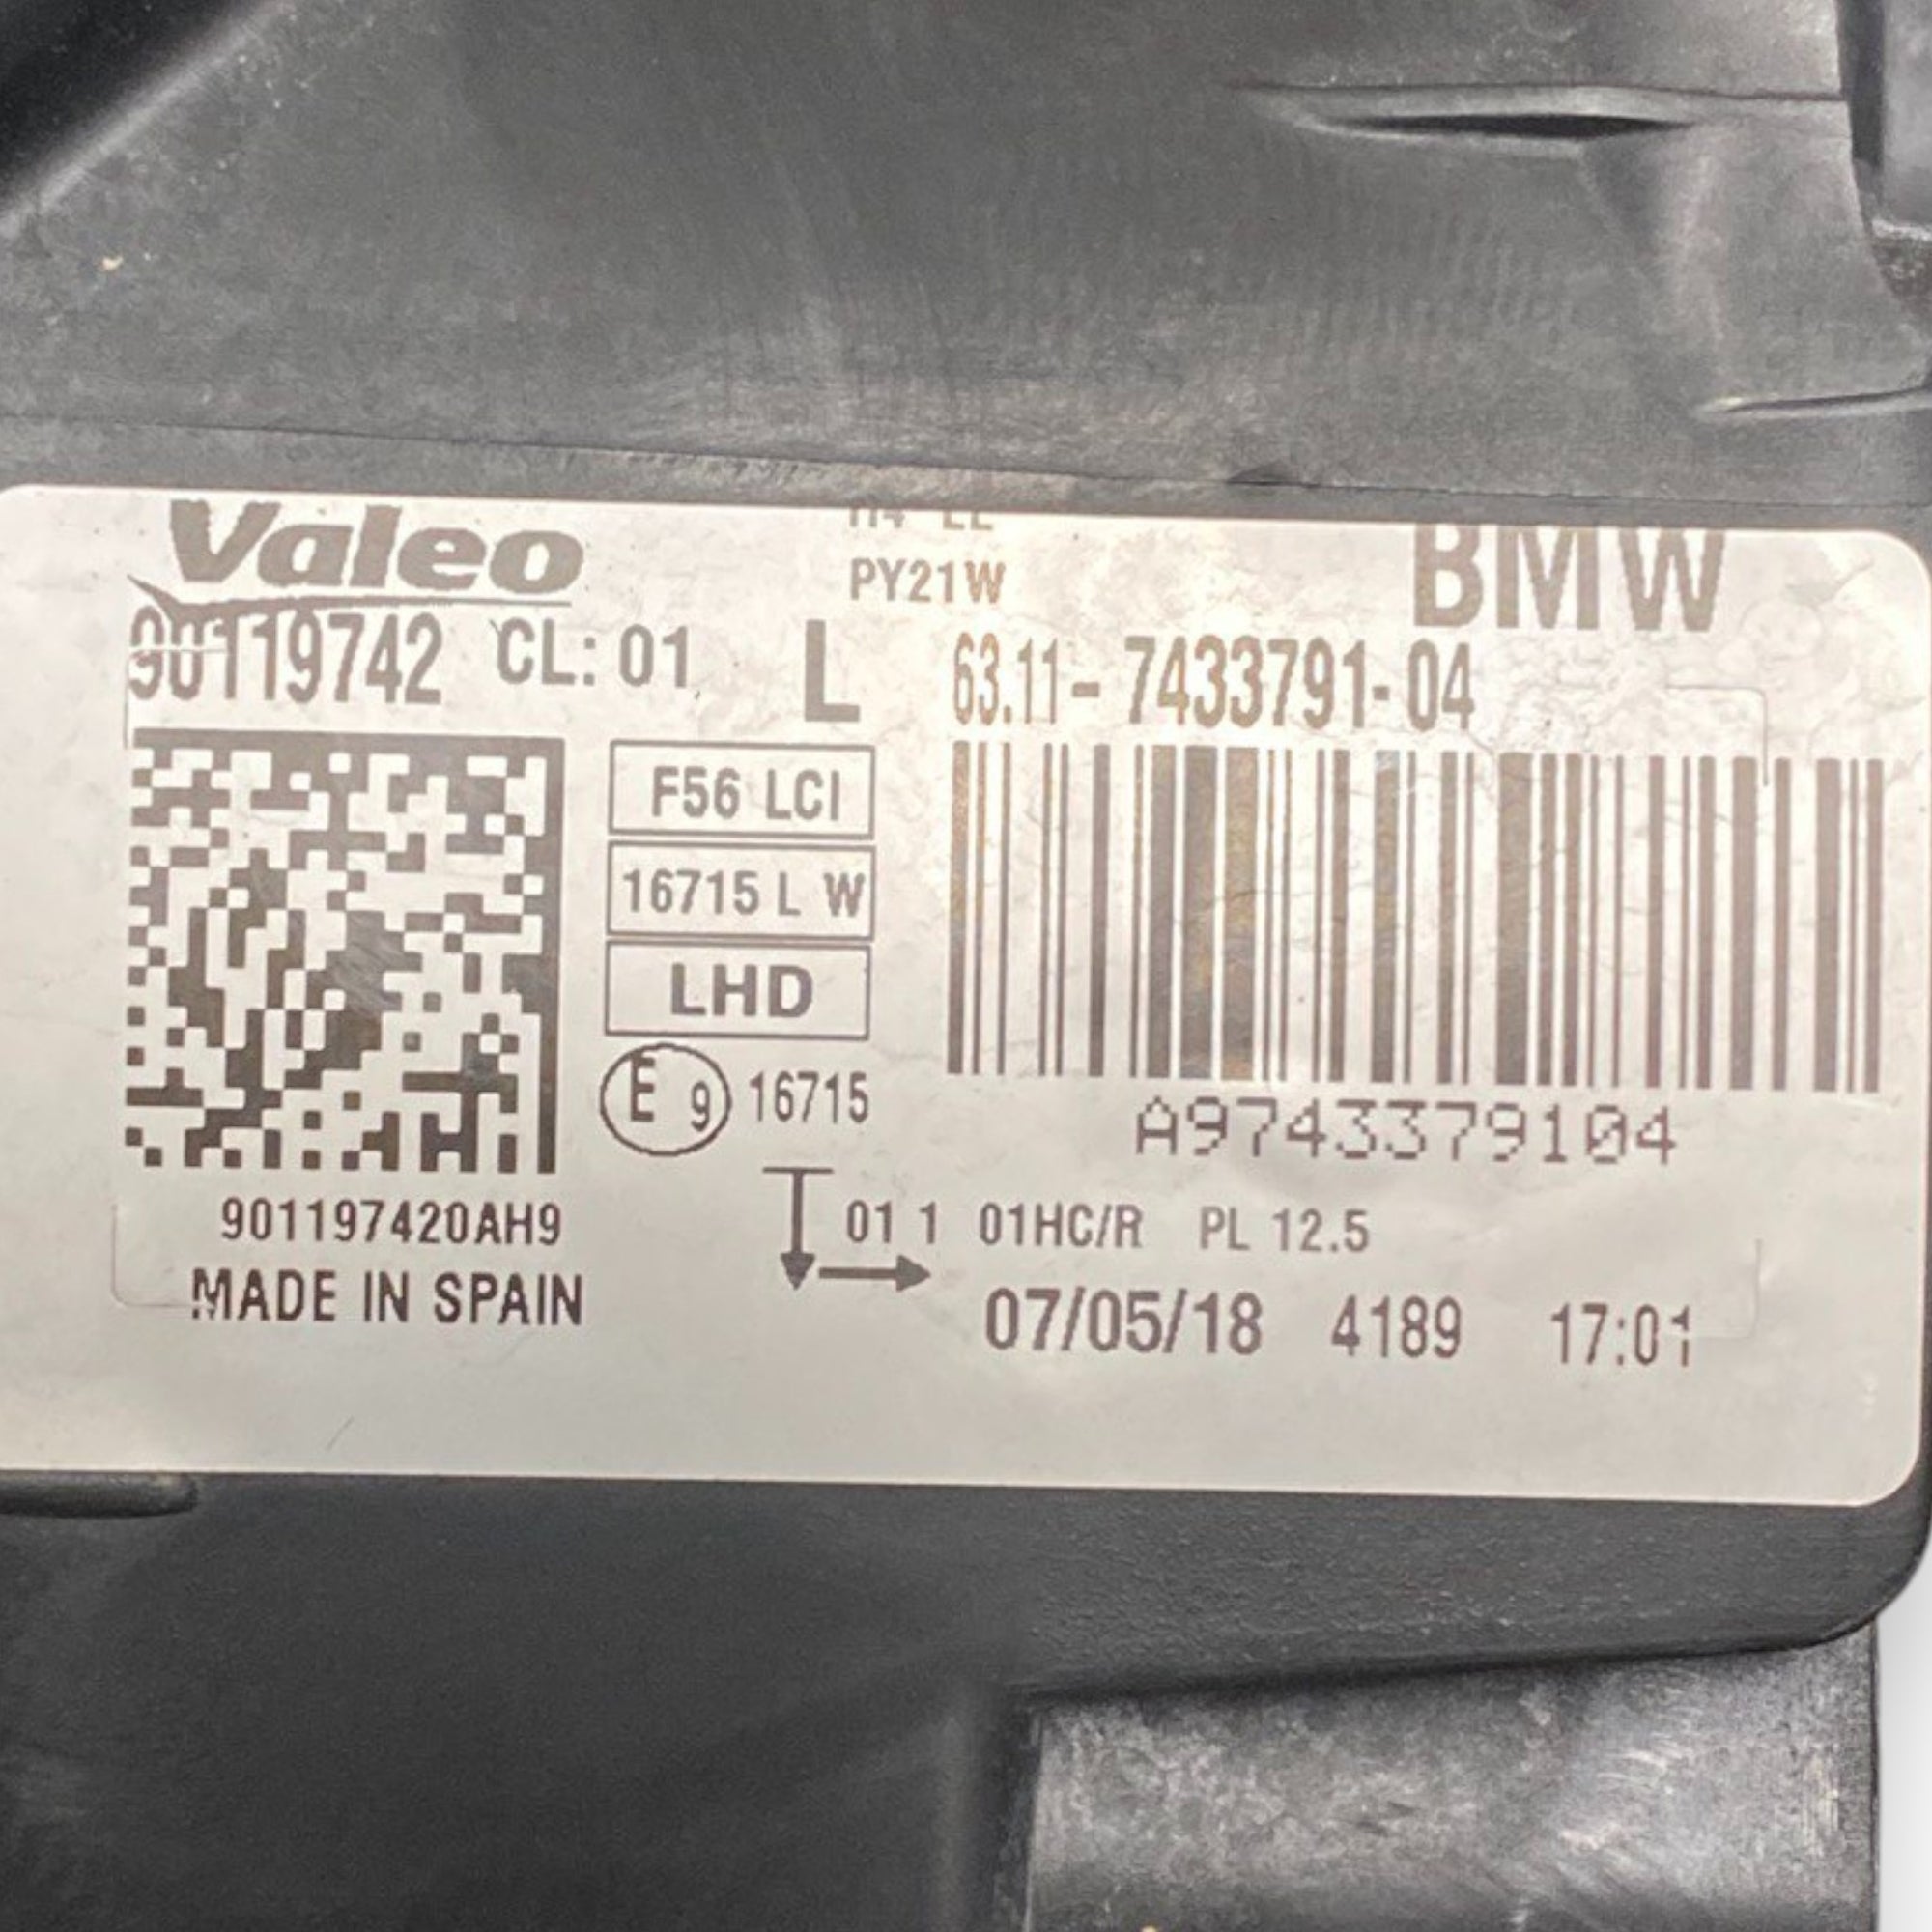 Valeo
PY21W
BMW
90119742 CL: 01 L 63.11- 7433791-04
F56 LCI
16715 L W
LHD
E 9 16715
A9743379104
901197420AH9
01 1 01HC/R PL 12.5
MADE IN SPAIN
07/05/18 4189 17:01